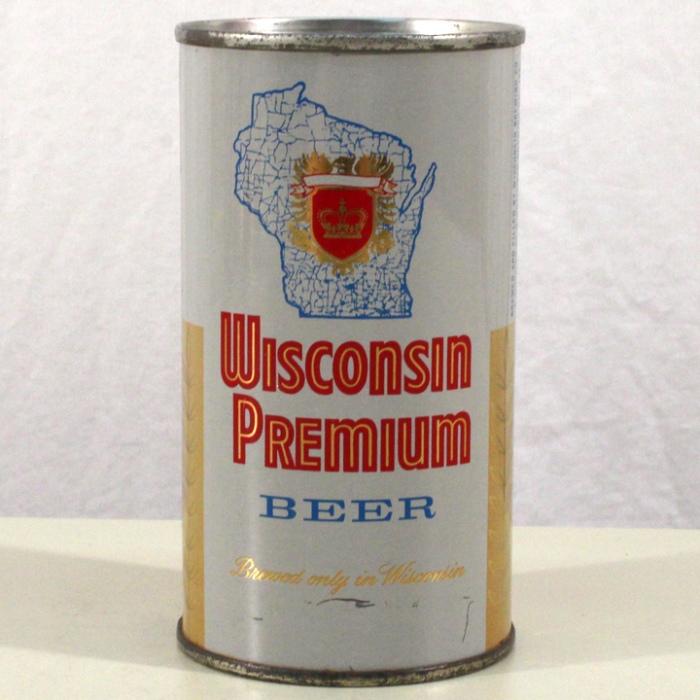 Wisconsin
Premium
BEER
Brewed only in Wisconsin